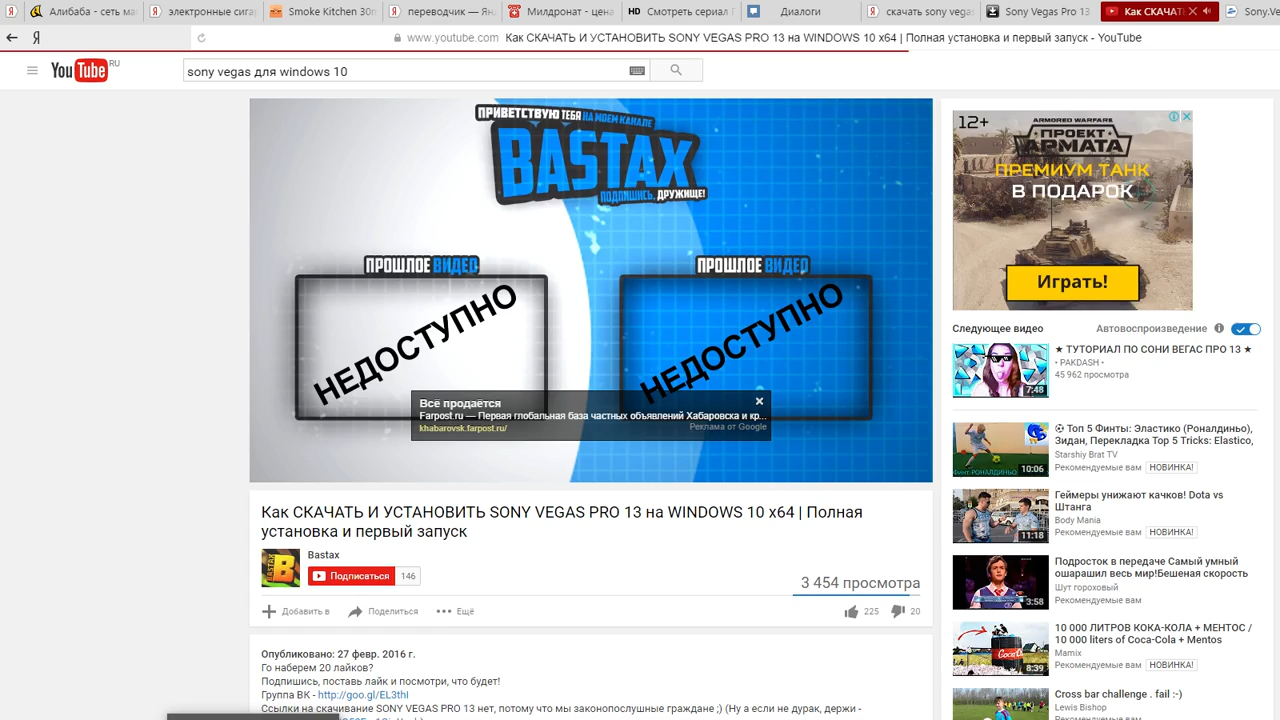 Алибаба - сеть ма
электронные сига
Smoke Kitchen 30m
переводчик — Ян
Милдронат - цена
HD Смотреть сериал Г
Диалоги
скачать sony vegas
Sony Vegas Pro 13
Как СКАЧАТ
Sony.Ve
Я
www.youtube.com Как СКАЧАТЬ И УСТАНОВИТЬ SONY VEGAS PRO 13 на WINDOWS 10 x64 | Полная установка и первый запуск - YouTube
YouTube RU
sony vegas для windows 10
ПРИВЕТСТВУЮ ТЕБЯ НА МОЕМ КАНАЛЕ
BASTAX
ПОДПИШИСЬ, ДРУЖИЩЕ!
ПРОШЛОЕ ВИДЕО
ПРОШЛОЕ ВИДЕО
НЕДОСТУПНО
НЕДОСТУПНО
Всё продаётся
Farpost.ru — Первая глобальная база частных объявлений Хабаровска и кр...
khabarovsk.farpost.ru/
Реклама от Google
Как СКАЧАТЬ И УСТАНОВИТЬ SONY VEGAS PRO 13 на WINDOWS 10 x64 | Полная
установка и первый запуск
Bastax
Подписаться 146
3 454 просмотра
Добавить в
Поделиться
Ещё
225
20
Опубликовано: 27 февр. 2016 г.
Го наберем 20 лайков?
Подпишись, поставь лайк и посмотри, что будет!
Группа ВК - http://goo.gl/EL3thI
Ссылки на скачивание SONY VEGAS PRO 13 нет, потому что мы законопослушные граждане ;) (Ну а если не дурак, держи -
12+
ARMORED WARFARE
ПРОЕКТ
АРМАТА
ПРЕМИУМ ТАНК
В ПОДАРОК
Играть!
Следующее видео
Автовоспроизведение
★ ТУТОРИАЛ ПО СОНИ ВЕГАС ПРО 13 ★
• PAKDASH •
45 962 просмотра
7:48
⚽ Топ 5 Финты: Эластико (Роналдиньо),
Зидан, Перекладка Top 5 Tricks: Elastico,
Starshiy Brat TV
Рекомендуемые вам НОВИНКА!
10:06
Геймеры унижают качков! Dota vs
Штанга
Body Mania
Рекомендуемые вам НОВИНКА!
11:18
Подросток в передаче Самый умный
ошарашил весь мир!Бешеная скорость
Шут гороховый
Рекомендуемые вам
3:58
10 000 ЛИТРОВ КОКА-КОЛА + МЕНТОС /
10 000 liters of Coca-Cola + Mentos
Mamix
Рекомендуемые вам НОВИНКА!
8:39
Cross bar challenge . fail :-)
Lewis Bishop